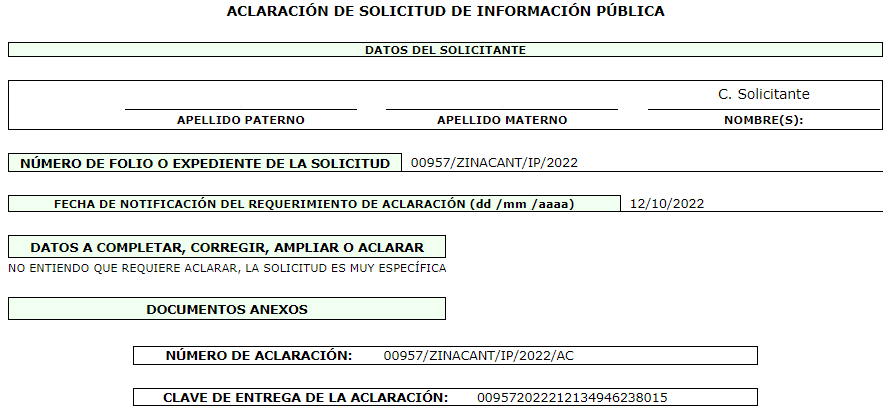 ACLARACIÓN DE SOLICITUD DE INFORMACIÓN PÚBLICA
DATOS DEL SOLICITANTE
C. Solicitante
APELLIDO PATERNO APELLIDO MATERNO NOMBRE(S):
NÚMERO DE FOLIO O EXPEDIENTE DE LA SOLICITUD 00957/ZINACANT/IP/2022
FECHA DE NOTIFICACIÓN DEL REQUERIMIENTO DE ACLARACIÓN (dd /mm /aaaa) 12/10/2022
DATOS A COMPLETAR, CORREGIR, AMPLIAR O ACLARAR
NO ENTIENDO QUE REQUIERE ACLARAR, LA SOLICITUD ES MUY ESPECÍFICA
DOCUMENTOS ANEXOS
NÚMERO DE ACLARACIÓN: 00957/ZINACANT/IP/2022/AC
CLAVE DE ENTREGA DE LA ACLARACIÓN: 009572022212134946238015